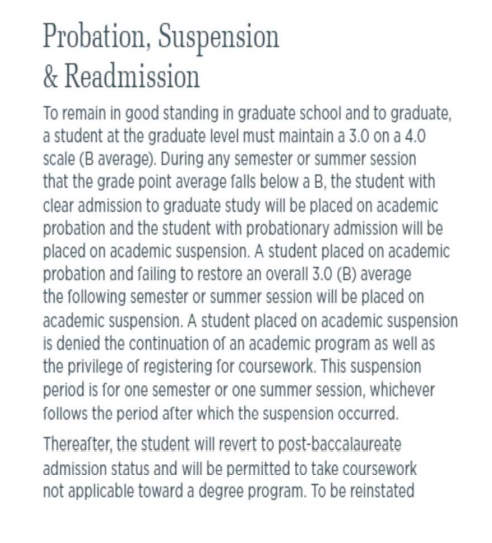 Probation, Suspension
& Readmission
To remain in good standing in graduate school and to graduate,
a student at the graduate level must maintain a 3.0 on a 4.0
scale (B average). During any semester or summer session
that the grade point average falls below a B, the student with
clear admission to graduate study will be placed on academic
probation and the student with probationary admission will be
placed on academic suspension. A student placed on academic
probation and failing to restore an overall 3.0 (B) average
the following semester or summer session will be placed on
academic suspension. A student placed on academic suspension
is denied the continuation of an academic program as well as
the privilege of registering for coursework. This suspension
period is for one semester or one summer session, whichever
follows the period after which the suspension occurred.
Thereafter, the student will revert to post-baccalaureate
admission status and will be permitted to take coursework
not applicable toward a degree program. To be reinstated